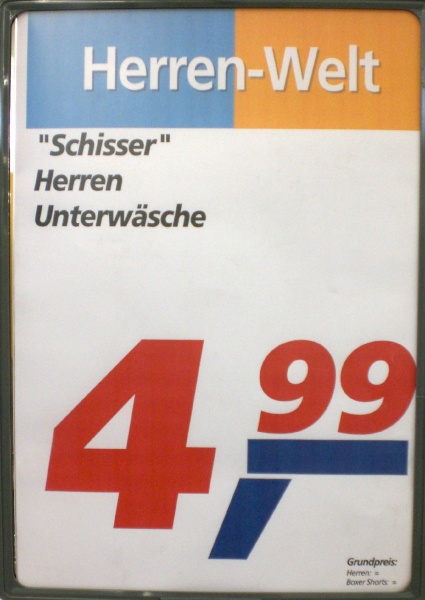 Herren-Welt
"Schisser"
Herren
Unterwäsche
4,99
Grundpreis:
Herren: =
Boxer Shorts: =